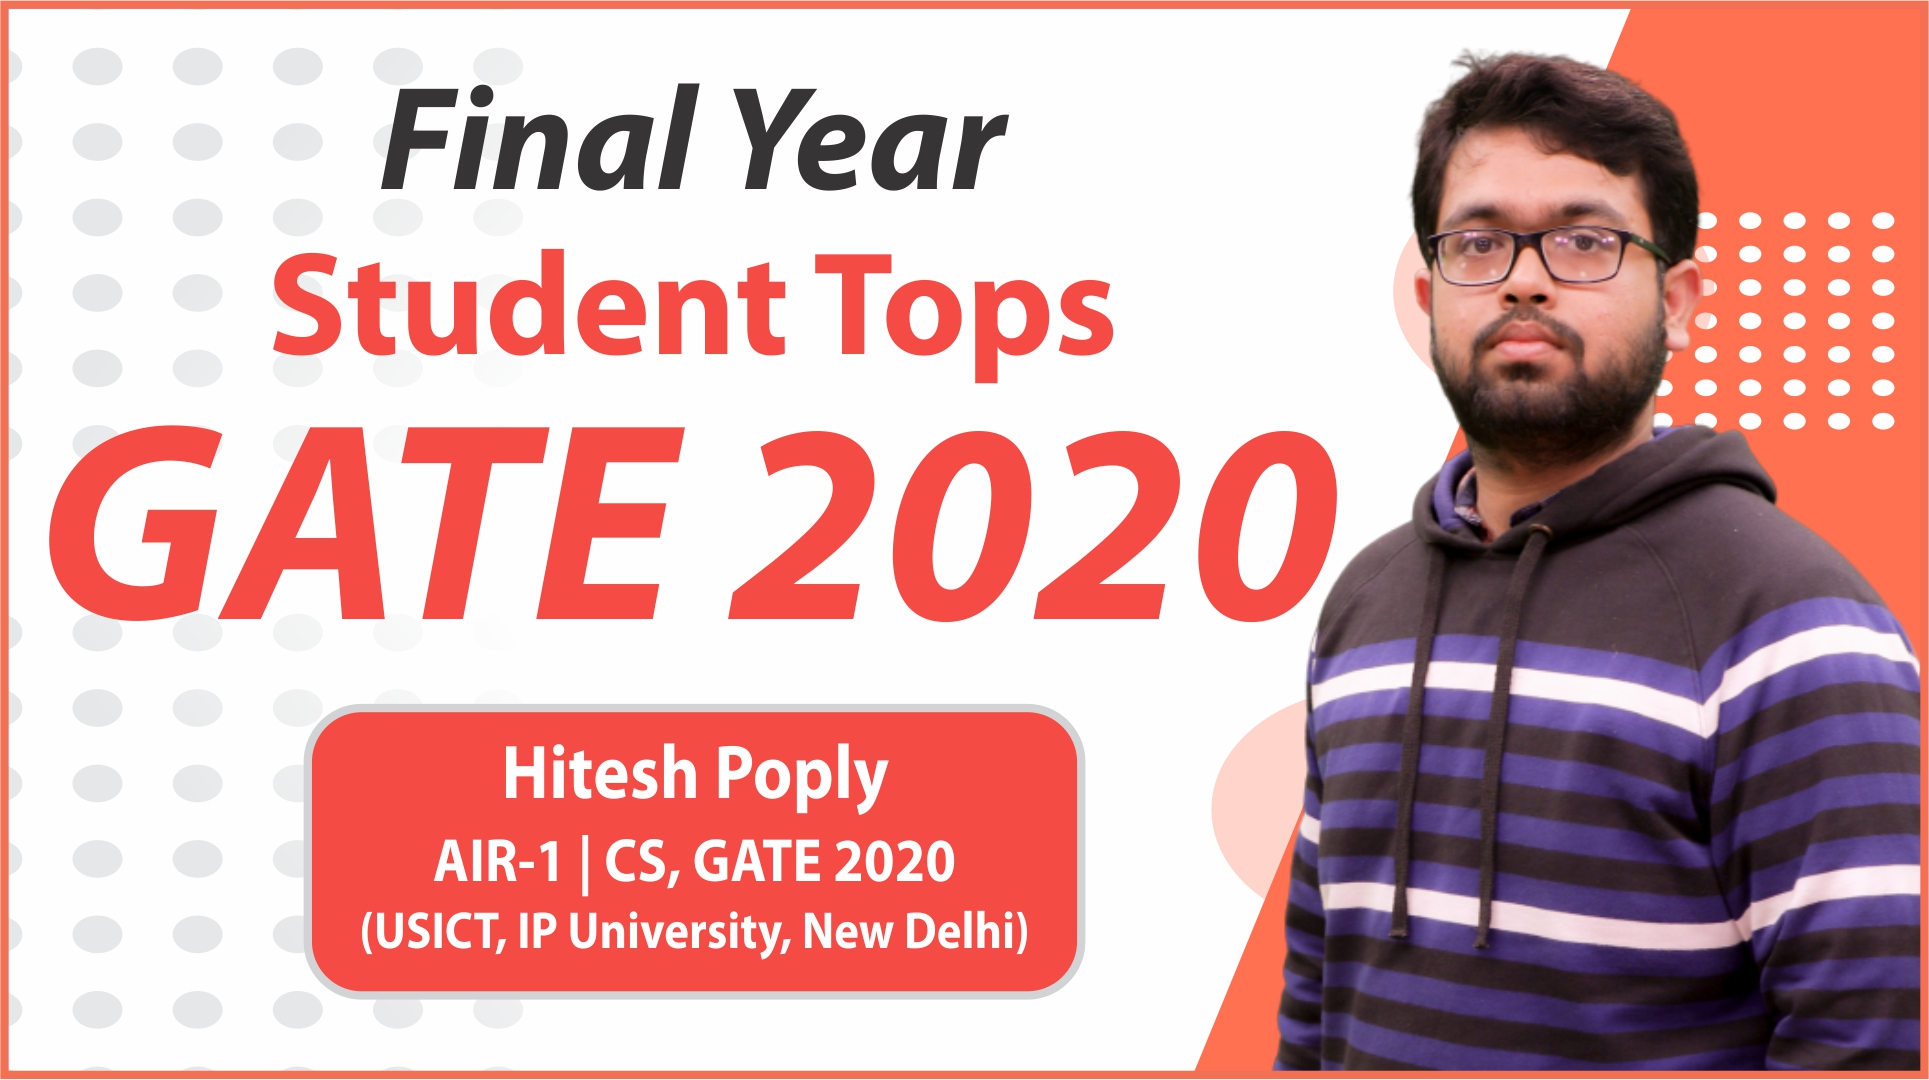 Final Year
Student Tops
GATE 2020
Hitesh Poply
AIR-1 | CS, GATE 2020
(USICT, IP University, New Delhi)